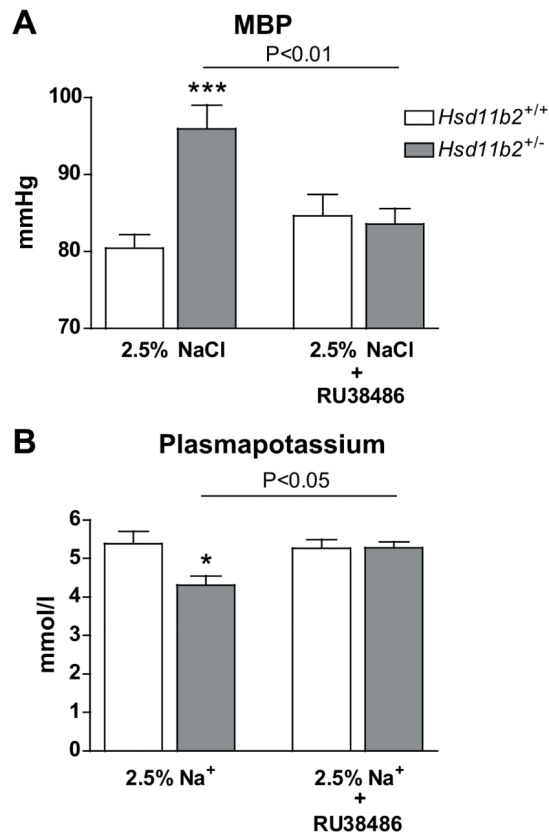 A
MBP
P<0.01
***
100
90
80
70
mmHg
Hsd11b2+/+
Hsd11b2+/-
2.5% NaCl
2.5% NaCl
+
RU38486
B
Plasmapotassium
P<0.05
*
6
5
4
3
2
1
0
mmol/l
2.5% Na+
2.5% Na+
+
RU38486